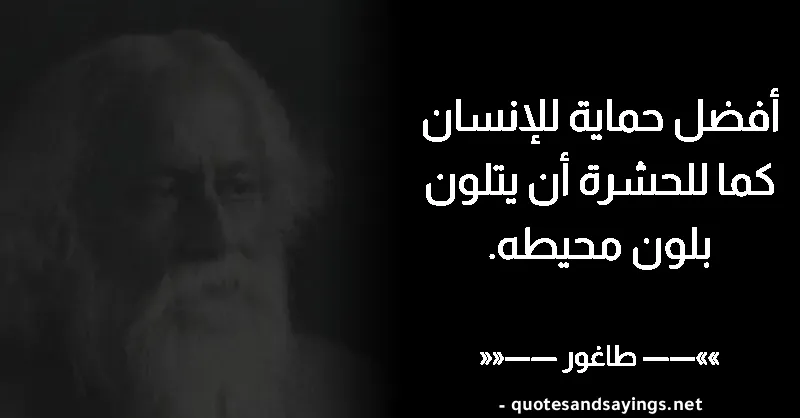 أفضل حماية للإنسان
كما للحشرة أن يتلون
بلون محيطه.
»»—— طاغور ——««
- quotesandsayings.net